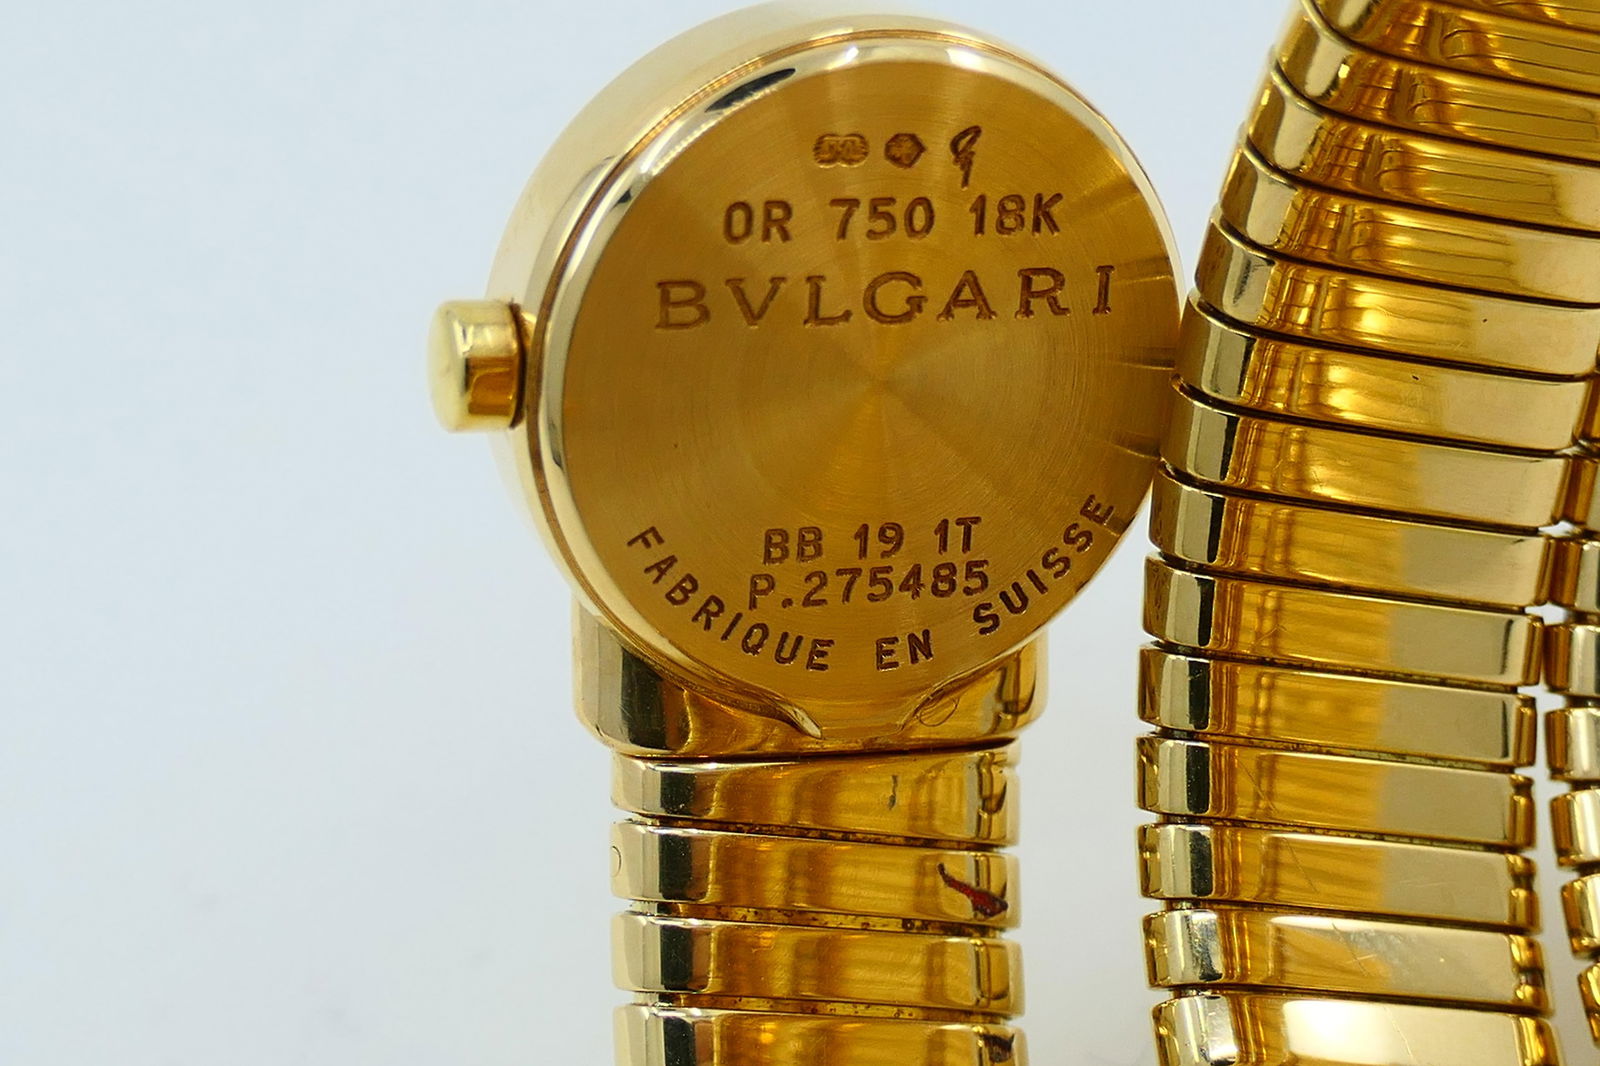 OR 750 18K
BVLGARI
BB 19 1T
P.275485
FABRIQUE EN SUISSE